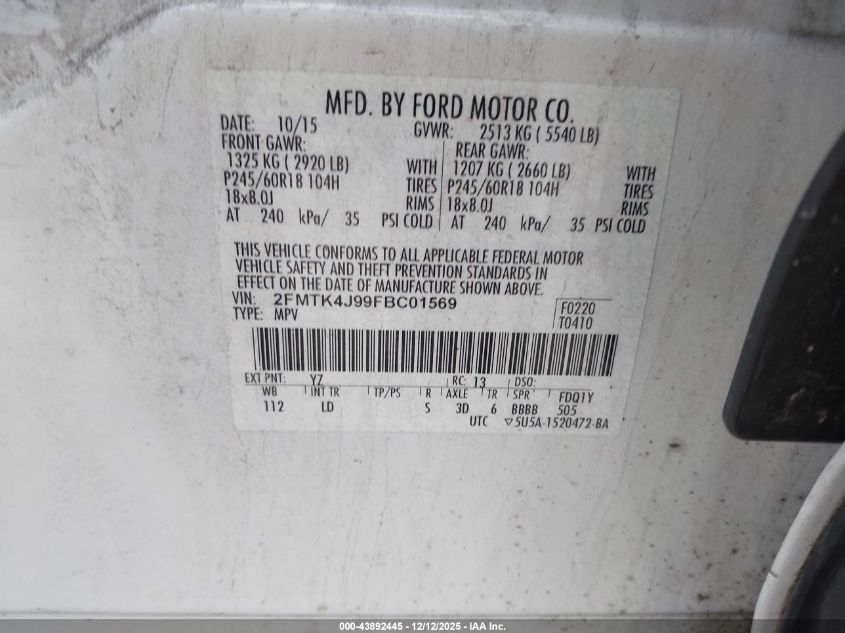 MFD. BY FORD MOTOR CO.
DATE: 10/15 GVWR: 2513 KG ( 5540 LB)
FRONT GAWR: REAR GAWR:
1325 KG ( 2920 LB) WITH 1207 KG ( 2660 LB) WITH
P245/60R18 104H TIRES P245/60R18 104H TIRES
18x8.0J RIMS 18x8.0J RIMS
AT 240 kPa/ 35 PSI COLD AT 240 kPa/ 35 PSI COLD
THIS VEHICLE CONFORMS TO ALL APPLICABLE FEDERAL MOTOR
VEHICLE SAFETY AND THEFT PREVENTION STANDARDS IN
EFFECT ON THE DATE OF MANUFACTURE SHOWN ABOVE.
VIN: 2FMTK4J99FBC01569 F0220
TYPE: MPV T0410
EXT PNT: YZ RC: 13 DSO:
WB INT TR TP/PS R AXLE TR SPR FDQ1Y
112 LD S 3D 6 BBBB 505
UTC ▽5U5A-1520472-BA
000-43892445 - 12/12/2025 - IAA Inc.